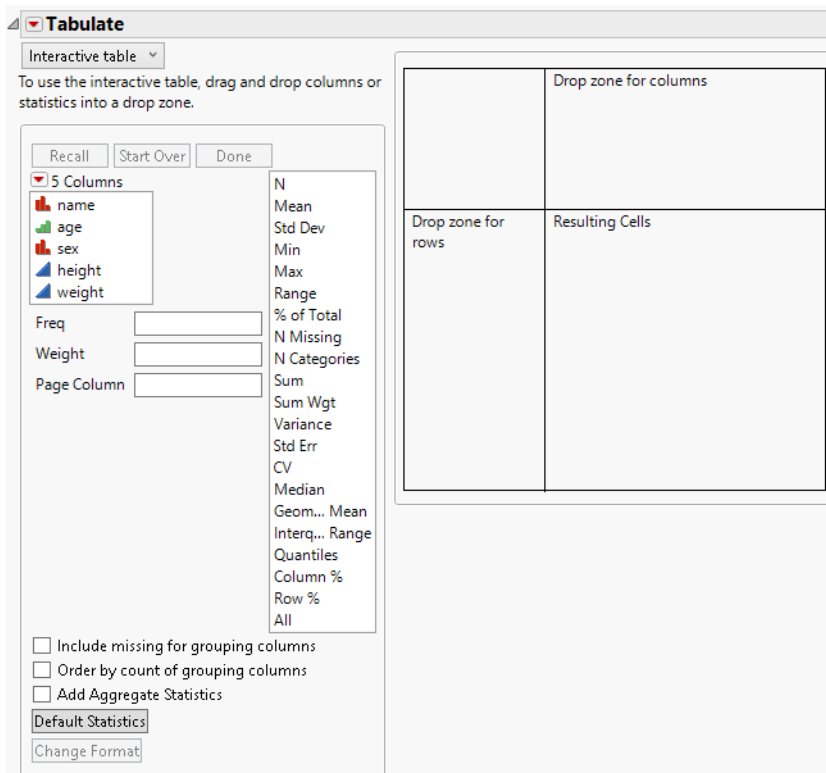 Tabulate
Interactive table
To use the interactive table, drag and drop columns or
statistics into a drop zone.
Recall
Start Over
Done
5 Columns
name
age
sex
height
weight
Freq
Weight
Page Column
N
Mean
Std Dev
Min
Max
Range
% of Total
N Missing
N Categories
Sum
Sum Wgt
Variance
Std Err
CV
Median
Geom... Mean
Interq... Range
Quantiles
Column %
Row %
All
Include missing for grouping columns
Order by count of grouping columns
Add Aggregate Statistics
Default Statistics
Change Format
Drop zone for columns
Drop zone for
rows
Resulting Cells